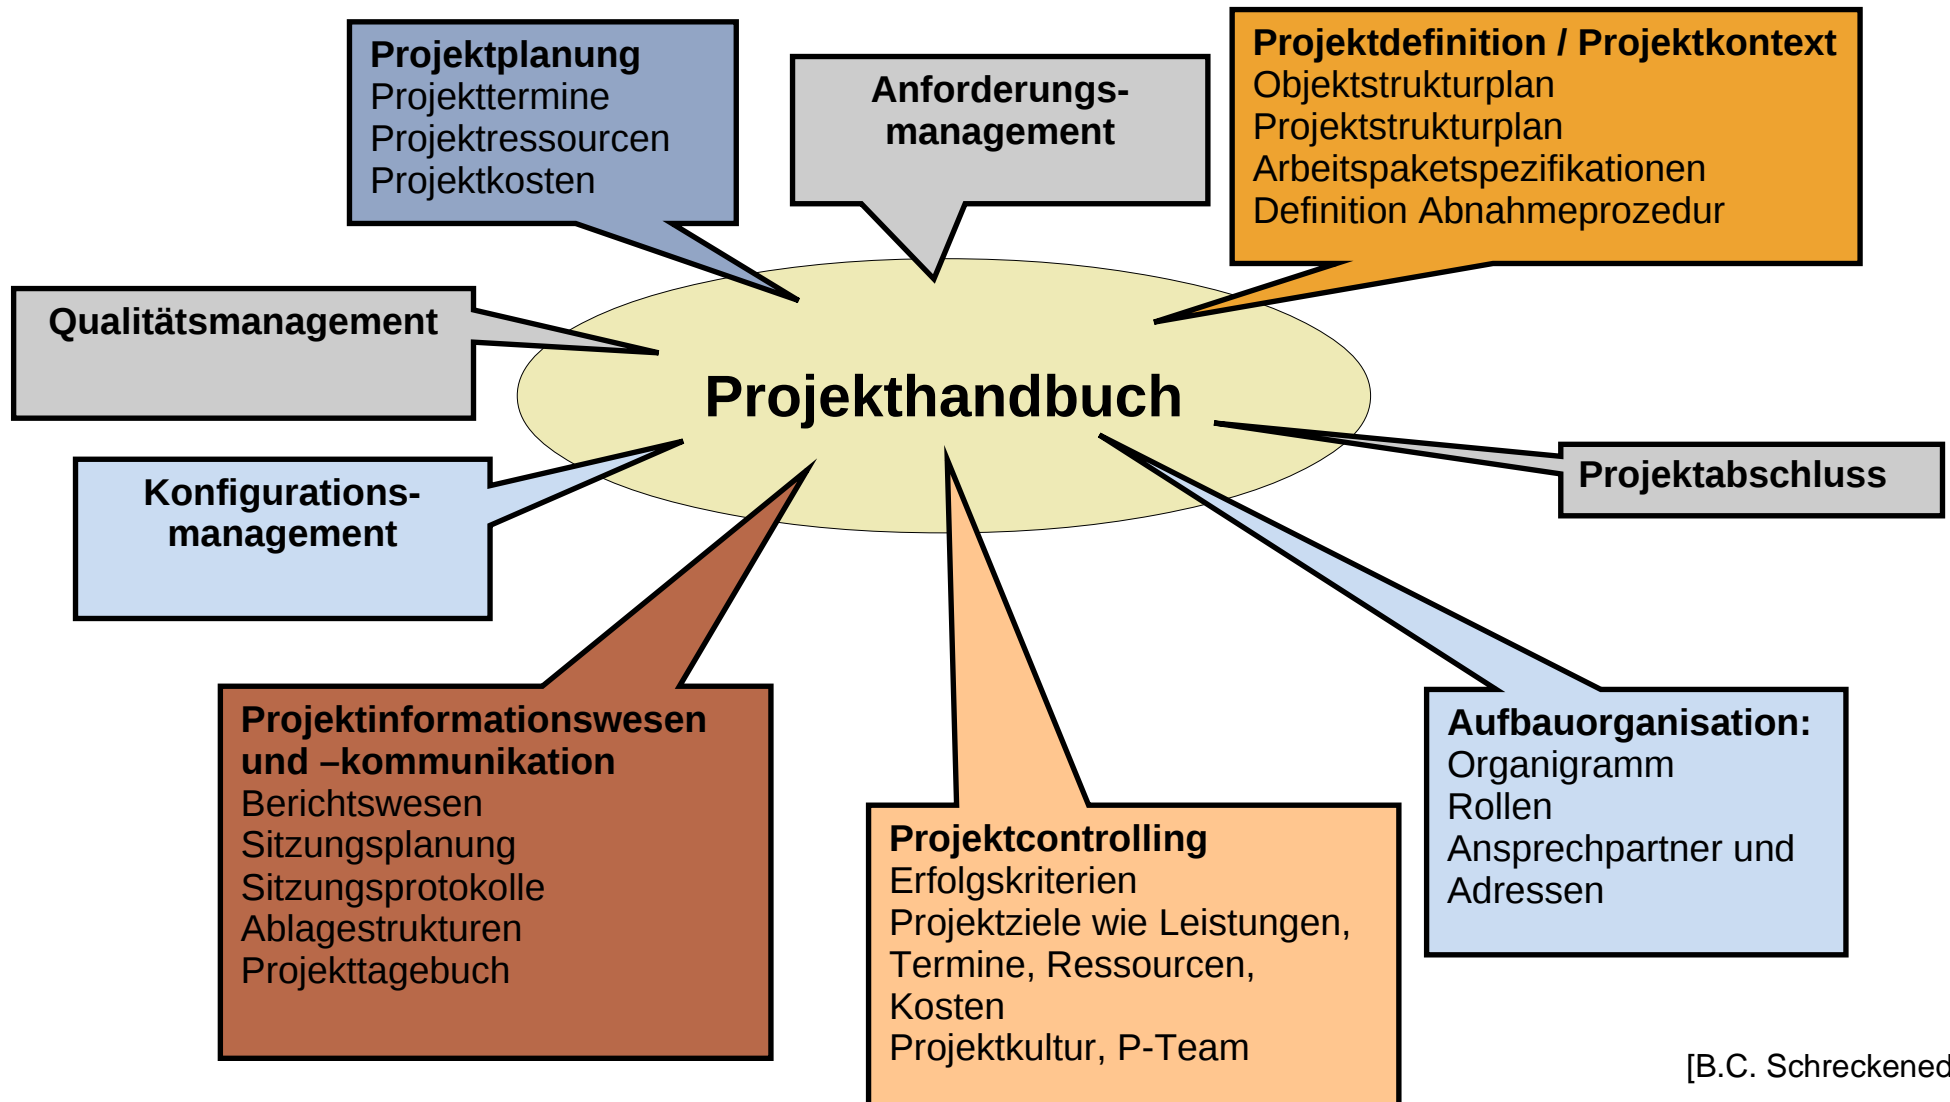 Projektplanung
Projekttermine
Projektressourcen
Projektkosten
Anforderungs-
management
Projektdefinition / Projektkontext
Objektstrukturplan
Projektstrukturplan
Arbeitspaketspezifikationen
Definition Abnahmeprozedur
Qualitätsmanagement
Projekthandbuch
Konfigurations-
management
Projektabschluss
Projektinformationswesen
und –kommunikation
Berichtswesen
Sitzungsplanung
Sitzungsprotokolle
Ablagestrukturen
Projekttagebuch
Projektcontrolling
Erfolgskriterien
Projektziele wie Leistungen,
Termine, Ressourcen,
Kosten
Projektkultur, P-Team
Aufbauorganisation:
Organigramm
Rollen
Ansprechpartner und
Adressen
[B.C. Schreckened